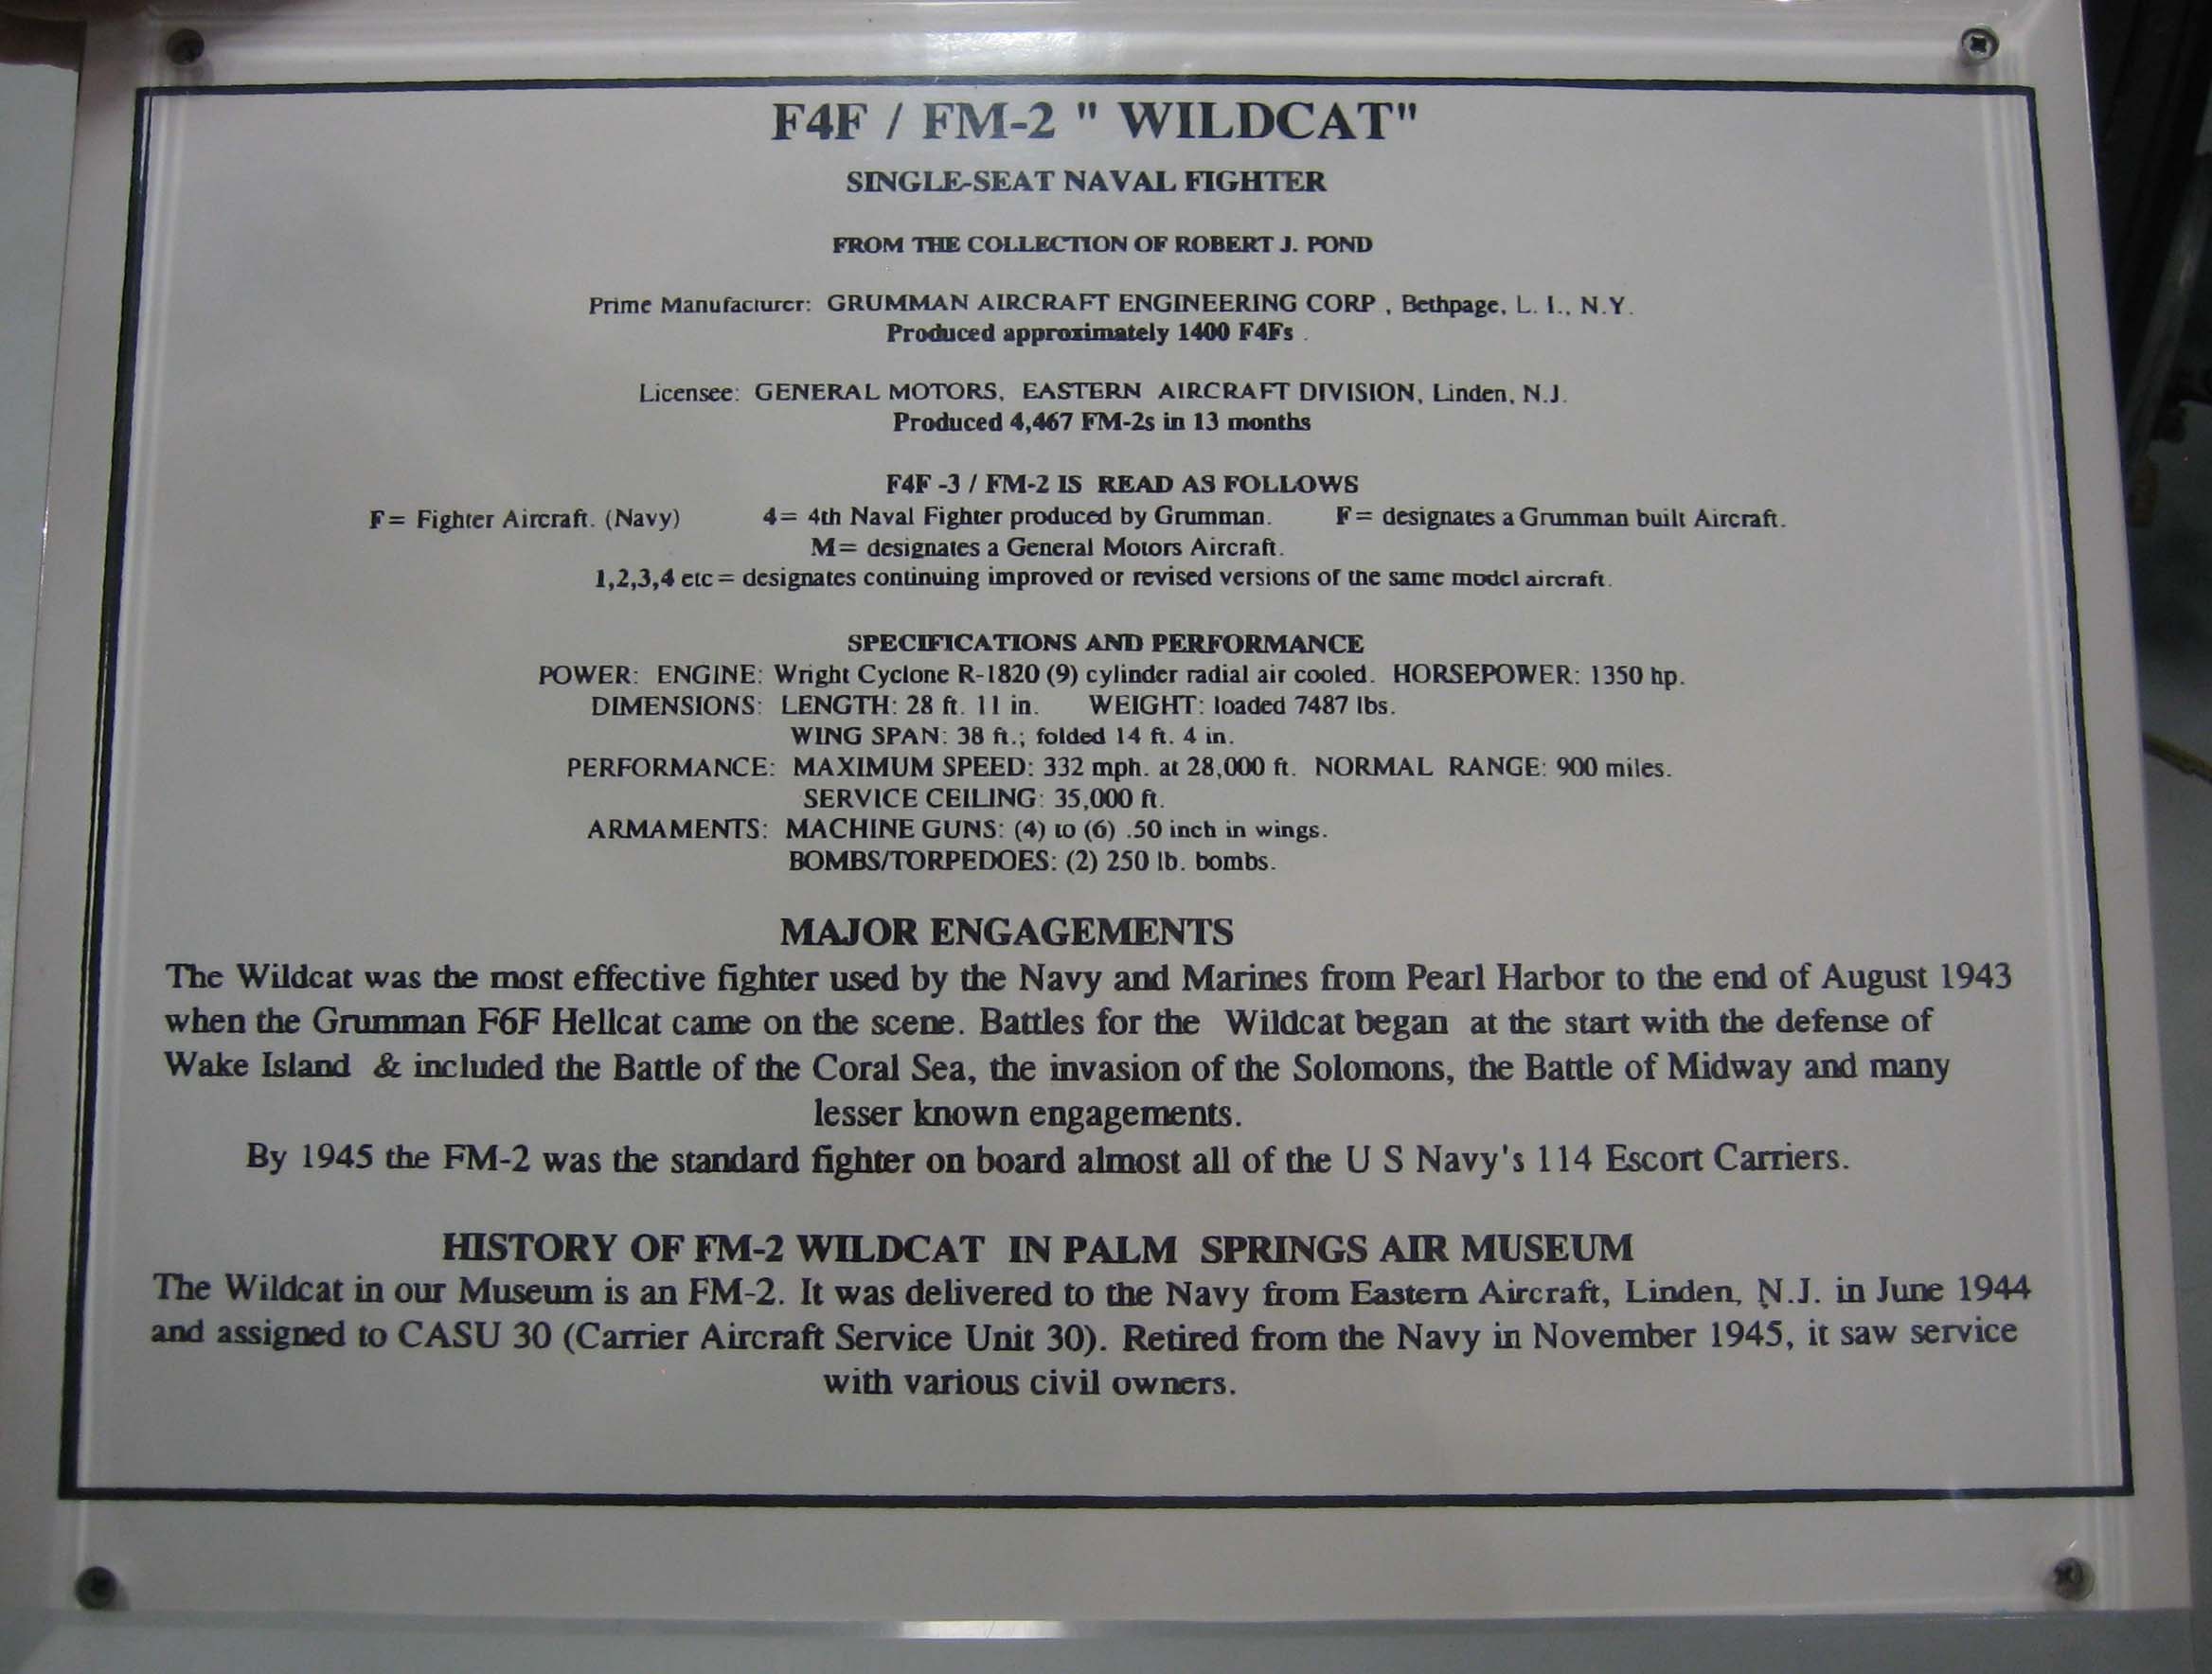 F4F / FM-2 " WILDCAT"
SINGLE-SEAT NAVAL FIGHTER
FROM THE COLLECTION OF ROBERT J. POND
Prime Manufacturer: GRUMMAN AIRCRAFT ENGINEERING CORP , Bethpage, L. I., N.Y.
Produced approximately 1400 F4Fs .
Licensee: GENERAL MOTORS, EASTERN AIRCRAFT DIVISION, Linden, N.J.
Produced 4,467 FM-2s in 13 months
F4F -3 / FM-2 IS READ AS FOLLOWS
F= Fighter Aircraft. (Navy) 4= 4th Naval Fighter produced by Grumman. F= designates a Grumman built Aircraft.
M= designates a General Motors Aircraft.
1,2,3,4 etc= designates continuing improved or revised versions of the same model aircraft.
SPECIFICATIONS AND PERFORMANCE
POWER: ENGINE: Wright Cyclone R-1820 (9) cylinder radial air cooled. HORSEPOWER: 1350 hp.
DIMENSIONS: LENGTH: 28 ft. 11 in. WEIGHT: loaded 7487 lbs.
WING SPAN: 38 ft.; folded 14 ft. 4 in.
PERFORMANCE: MAXIMUM SPEED: 332 mph. at 28,000 ft. NORMAL RANGE: 900 miles.
SERVICE CEILING: 35,000 ft.
ARMAMENTS: MACHINE GUNS: (4) to (6) .50 inch in wings.
BOMBS/TORPEDOES: (2) 250 lb. bombs.
MAJOR ENGAGEMENTS
The Wildcat was the most effective fighter used by the Navy and Marines from Pearl Harbor to the end of August 1943
when the Grumman F6F Hellcat came on the scene. Battles for the Wildcat began at the start with the defense of
Wake Island & included the Battle of the Coral Sea, the invasion of the Solomons, the Battle of Midway and many
lesser known engagements.
By 1945 the FM-2 was the standard fighter on board almost all of the U S Navy's 114 Escort Carriers.
HISTORY OF FM-2 WILDCAT IN PALM SPRINGS AIR MUSEUM
The Wildcat in our Museum is an FM-2. It was delivered to the Navy from Eastern Aircraft, Linden, N.J. in June 1944
and assigned to CASU 30 (Carrier Aircraft Service Unit 30). Retired from the Navy in November 1945, it saw service
with various civil owners.